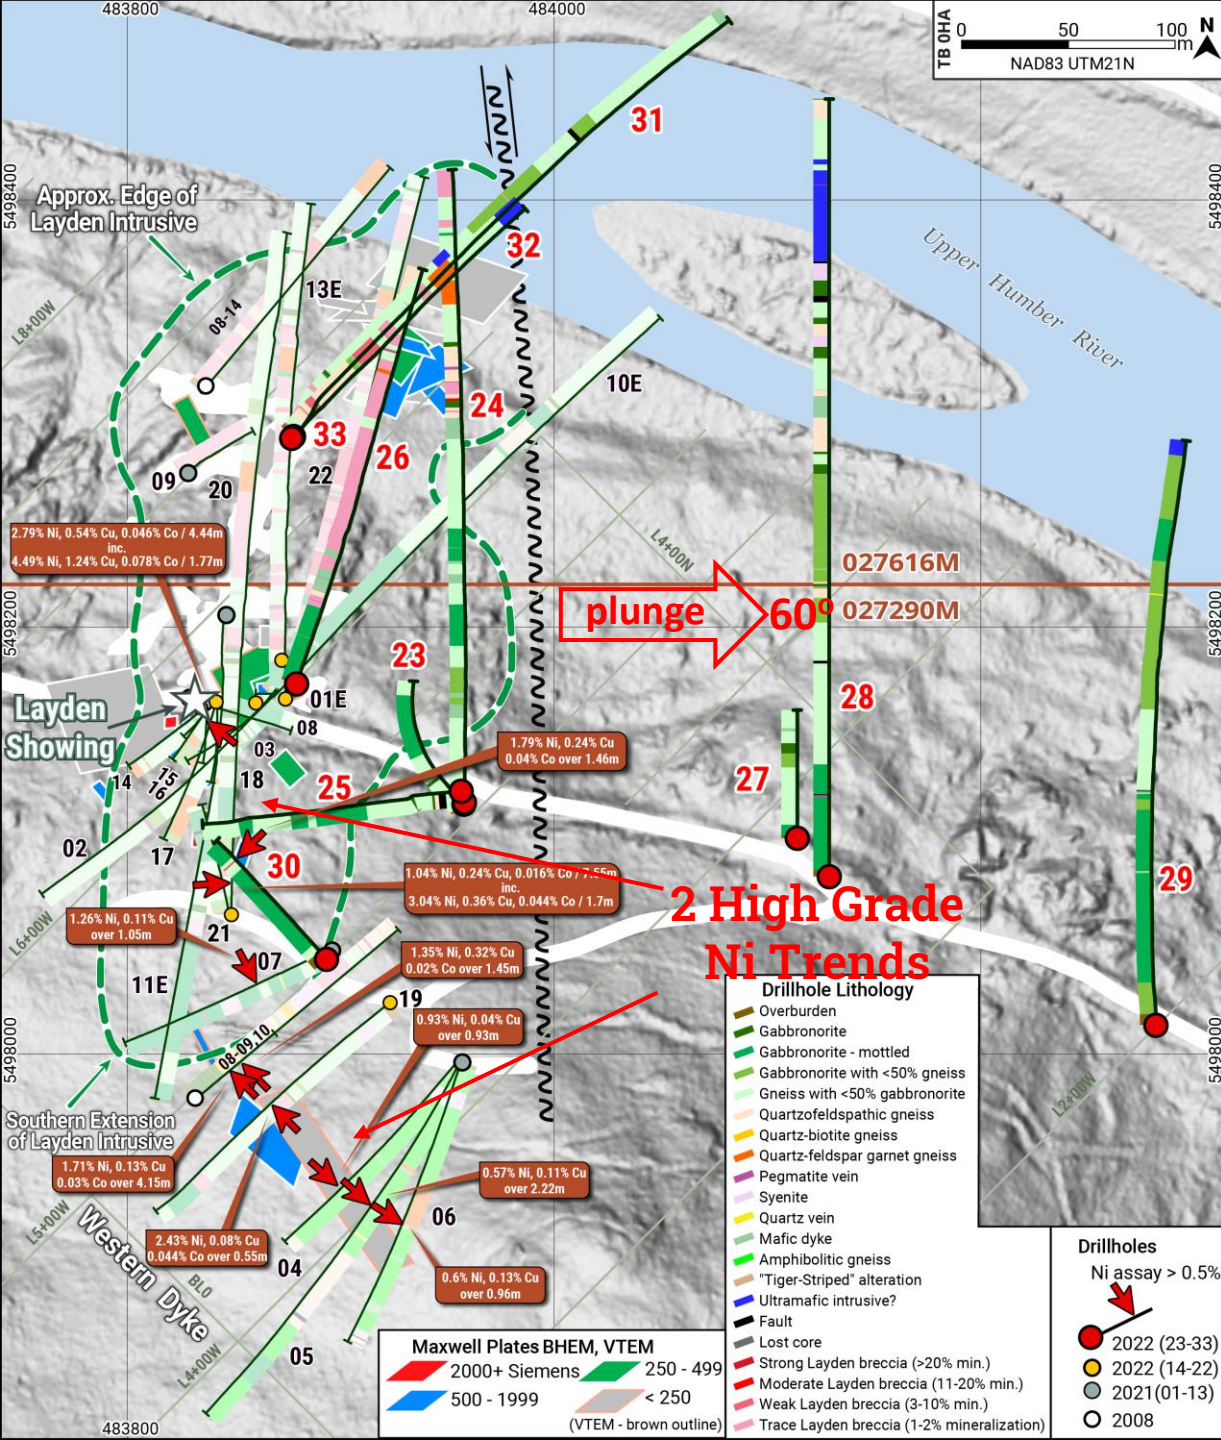 483800
484000
TB 0HA
0 50 100
m
N
NAD83 UTM21N
31
5498400
5498400
Approx. Edge of
Layden Intrusive
32
Upper Humber River
13E
08-14
L8+00W
10E
24
33
26
22
09
20
2.79% Ni, 0.54% Cu, 0.046% Co / 4.44m
inc.
4.49% Ni, 1.24% Cu, 0.078% Co / 1.77m
L4+00N
027616M
plunge
60º
027290M
5498200
5498200
23
01E
28
Layden
Showing
08
03
1.79% Ni, 0.24% Cu
0.04% Co over 1.46m
14
15
16
18
25
27
02
17
30
1.04% Ni, 0.24% Cu, 0.016% Co / 7.55m
inc.
3.04% Ni, 0.36% Cu, 0.044% Co / 1.7m
29
2 High Grade
Ni Trends
L6+00W
1.26% Ni, 0.11% Cu
over 1.05m
21
07
1.35% Ni, 0.32% Cu
0.02% Co over 1.45m
11E
19
0.93% Ni, 0.04% Cu
over 0.93m
08-09,10
5498000
5498000
L2+00W
Southern Extension
of Layden Intrusive
1.71% Ni, 0.13% Cu
0.03% Co over 4.15m
0.57% Ni, 0.11% Cu
over 2.22m
L5+00W
Western Dyke
06
2.43% Ni, 0.08% Cu
0.044% Co over 0.55m
04
BL0
0.6% Ni, 0.13% Cu
over 0.96m
L4+00W
05
483800
Drillhole Lithology
Overburden
Gabbronorite
Gabbronorite - mottled
Gabbronorite with <50% gneiss
Gneiss with <50% gabbronorite
Quartzofeldspathic gneiss
Quartz-biotite gneiss
Quartz-feldspar garnet gneiss
Pegmatite vein
Syenite
Quartz vein
Mafic dyke
Amphibolitic gneiss
"Tiger-Striped" alteration
Ultramafic intrusive?
Fault
Lost core
Strong Layden breccia (>20% min.)
Moderate Layden breccia (11-20% min.)
Weak Layden breccia (3-10% min.)
Trace Layden breccia (1-2% mineralization)
Maxwell Plates BHEM, VTEM
2000+ Siemens
250 - 499
500 - 1999
< 250
(VTEM - brown outline)
Drillholes
Ni assay > 0.5%
2022 (23-33)
2022 (14-22)
2021(01-13)
2008